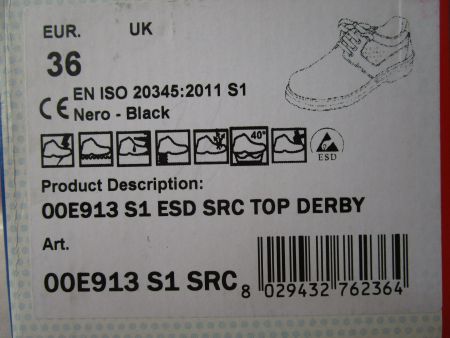 EUR. UK
36
CE EN ISO 20345:2011 S1
Nero - Black
40°
ESD
Product Description:
00E913 S1 ESD SRC TOP DERBY
Art.
00E913 S1 SRC
8 029432 762364